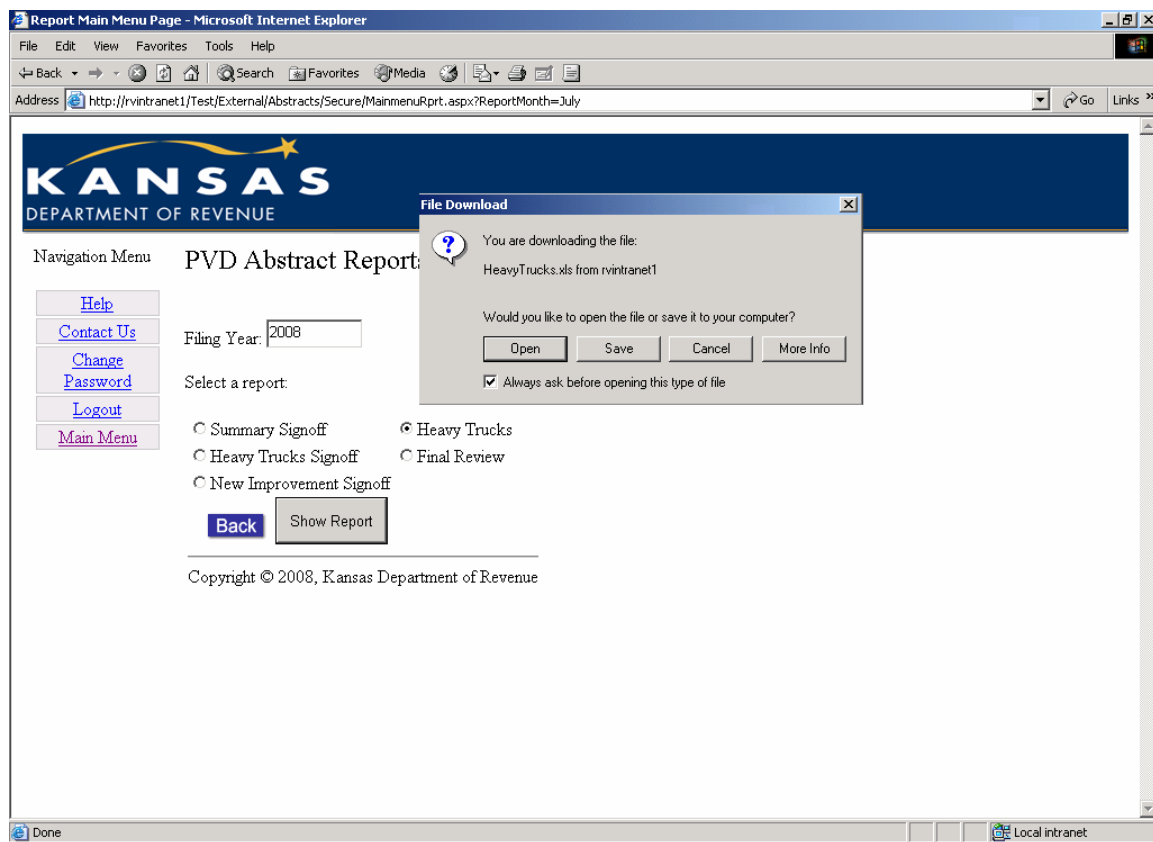 Report Main Menu Page - Microsoft Internet Explorer
File Edit View Favorites Tools Help
Back Search Favorites Media
Address http://rvintranet1/Test/External/Abstracts/Secure/MainmenuRprt.aspx?ReportMonth=July Go Links »
KANSAS
DEPARTMENT OF REVENUE
File Download
You are downloading the file:
HeavyTrucks.xls from rvintranet1
Would you like to open the file or save it to your computer?
Open Save Cancel More Info
Always ask before opening this type of file
Navigation Menu
Help
Contact Us
Change
Password
Logout
Main Menu
PVD Abstract Reports
Filing Year: 2008
Select a report:
Summary Signoff Heavy Trucks
Heavy Trucks Signoff Final Review
New Improvement Signoff
Back Show Report
Copyright © 2008, Kansas Department of Revenue
Done Local intranet